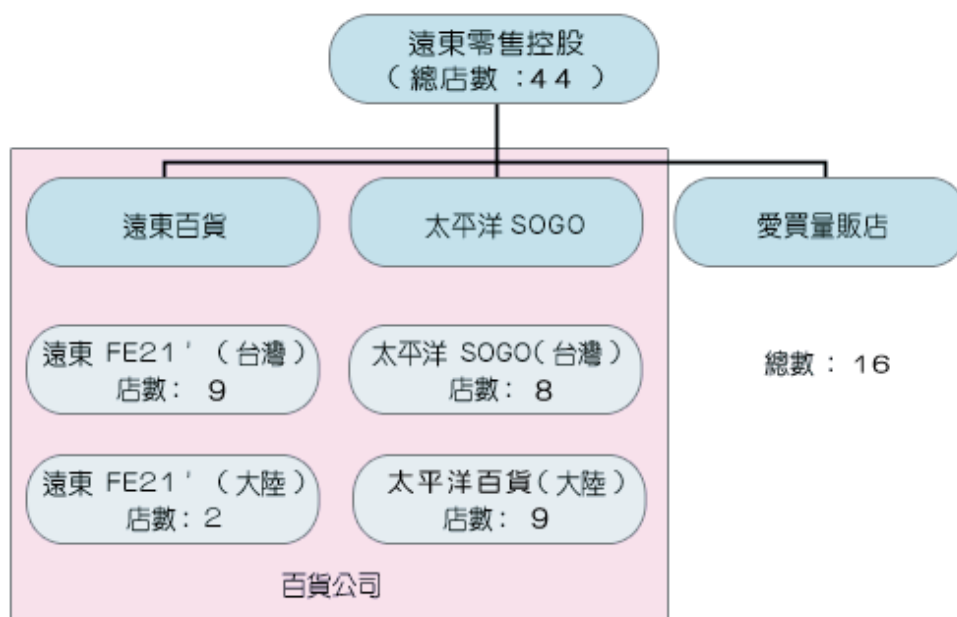 遠東零售控股
( 總店數 :44 )
遠東百貨
太平洋 SOGO
愛買量販店
遠東 FE21' (台灣)
店數: 9
太平洋 SOGO(台灣)
店數: 8
總數: 16
遠東 FE21' (大陸)
店數: 2
太平洋百貨(大陸)
店數: 9
百貨公司